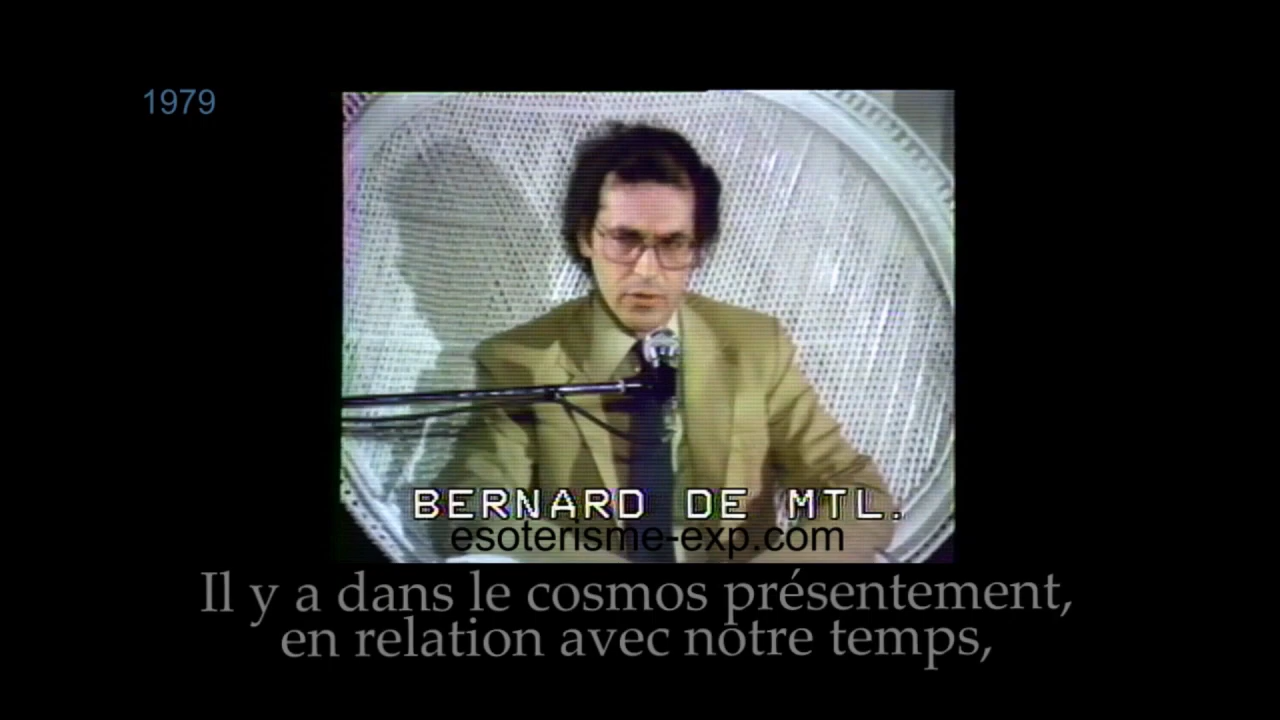 1979
BERNARD DE MTL.
esoterisme-exp.com
Il y a dans le cosmos présentement,
en relation avec notre temps,